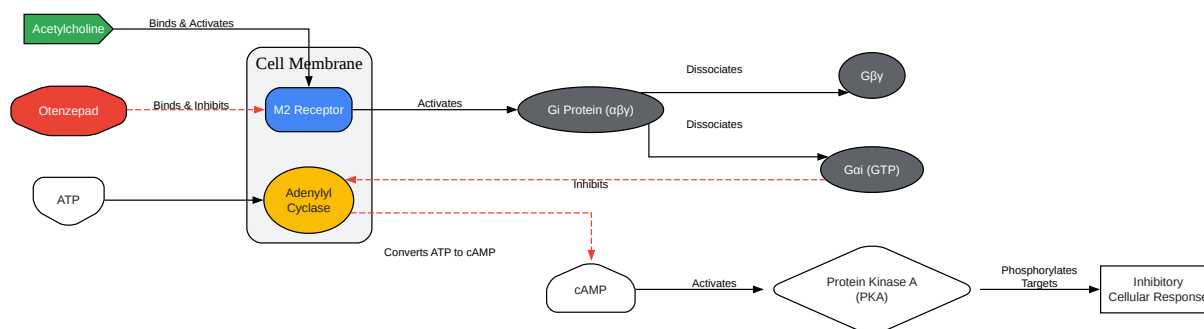 Acetylcholine
Binds & Activates
Cell Membrane
Otenzepad
Binds & Inhibits
M2 Receptor
Activates
Gi Protein (αβγ)
Dissociates
Gβγ
Dissociates
Gαi (GTP)
Inhibits
ATP
Adenylyl
Cyclase
Converts ATP to cAMP
cAMP
Activates
Protein Kinase A
(PKA)
Phosphorylates
Targets
Inhibitory
Cellular Response